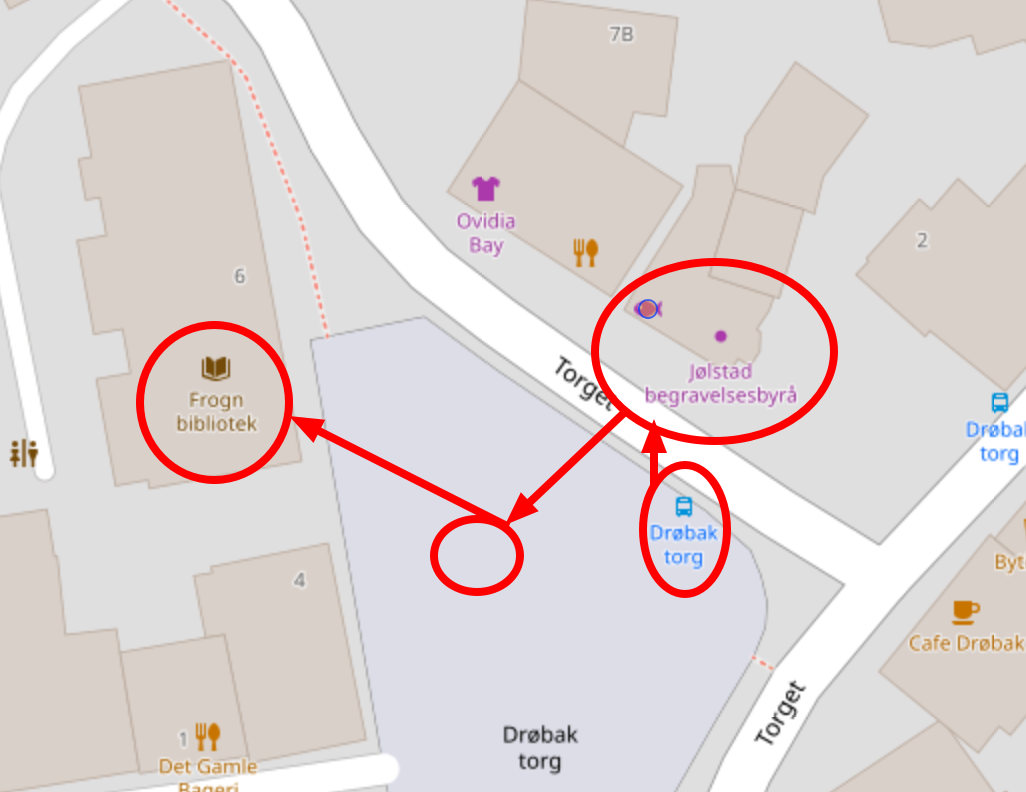 7B
Ovidia
Bay
2
6
Torget
Jølstad
begravelsesbyrå
Frogn
bibliotek
Drøbak
torg
Drøbak
torg
4
Cafe Drøbak
Torget
Drøbak
torg
1
Det Gamle
Bageri